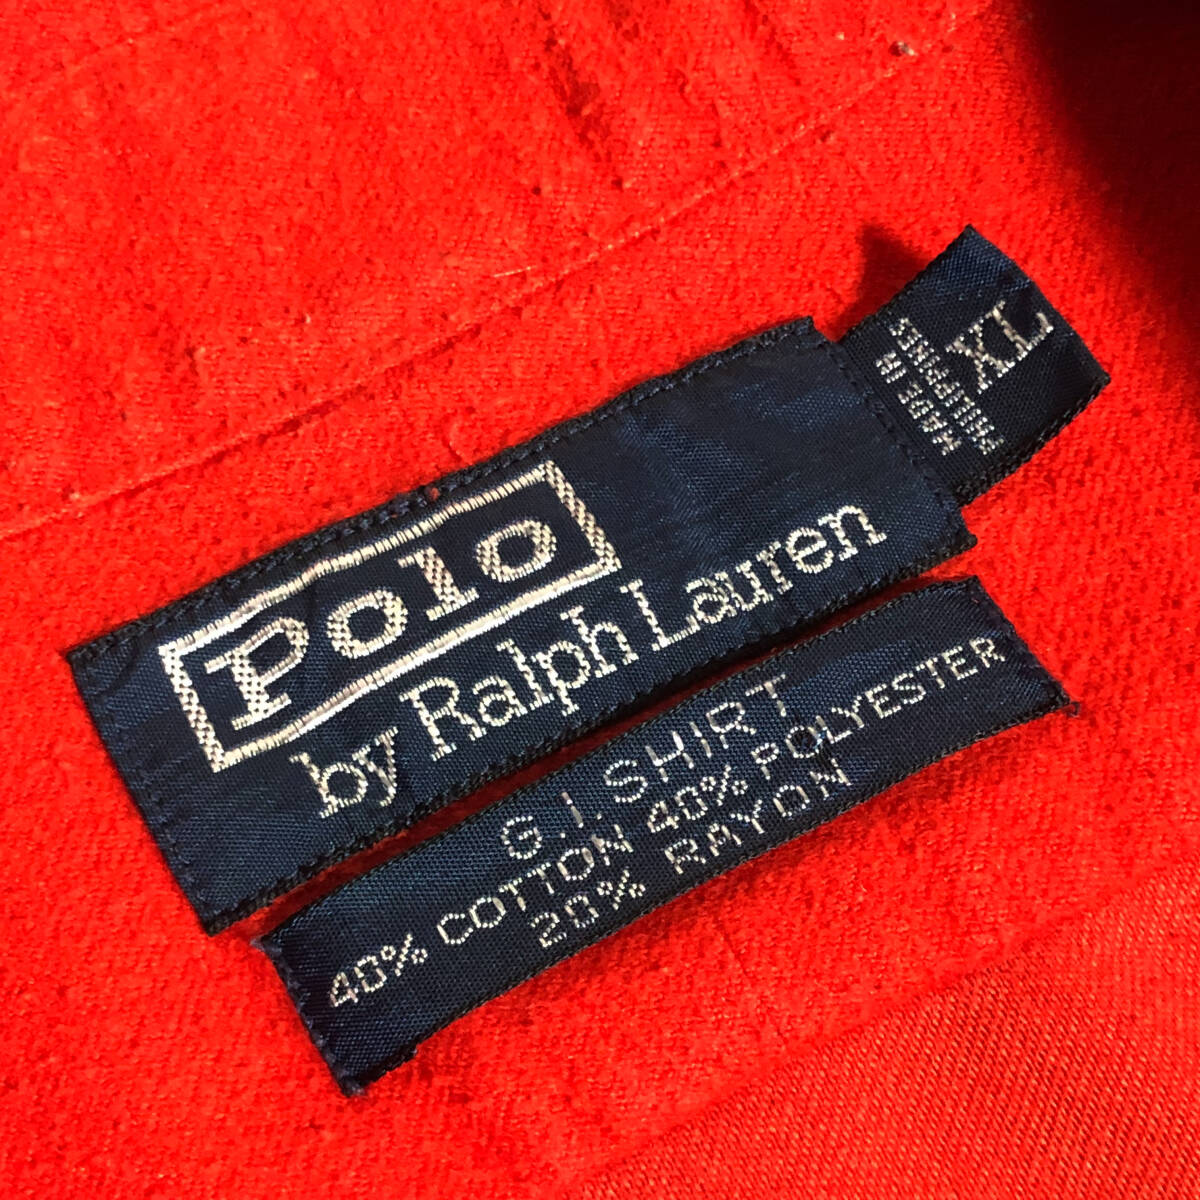 Polo
by Ralph Lauren
XL
MADE IN
PHILIPPINES
G.I. SHIRT
40% COTTON 40% POLYESTER
20% RAYON